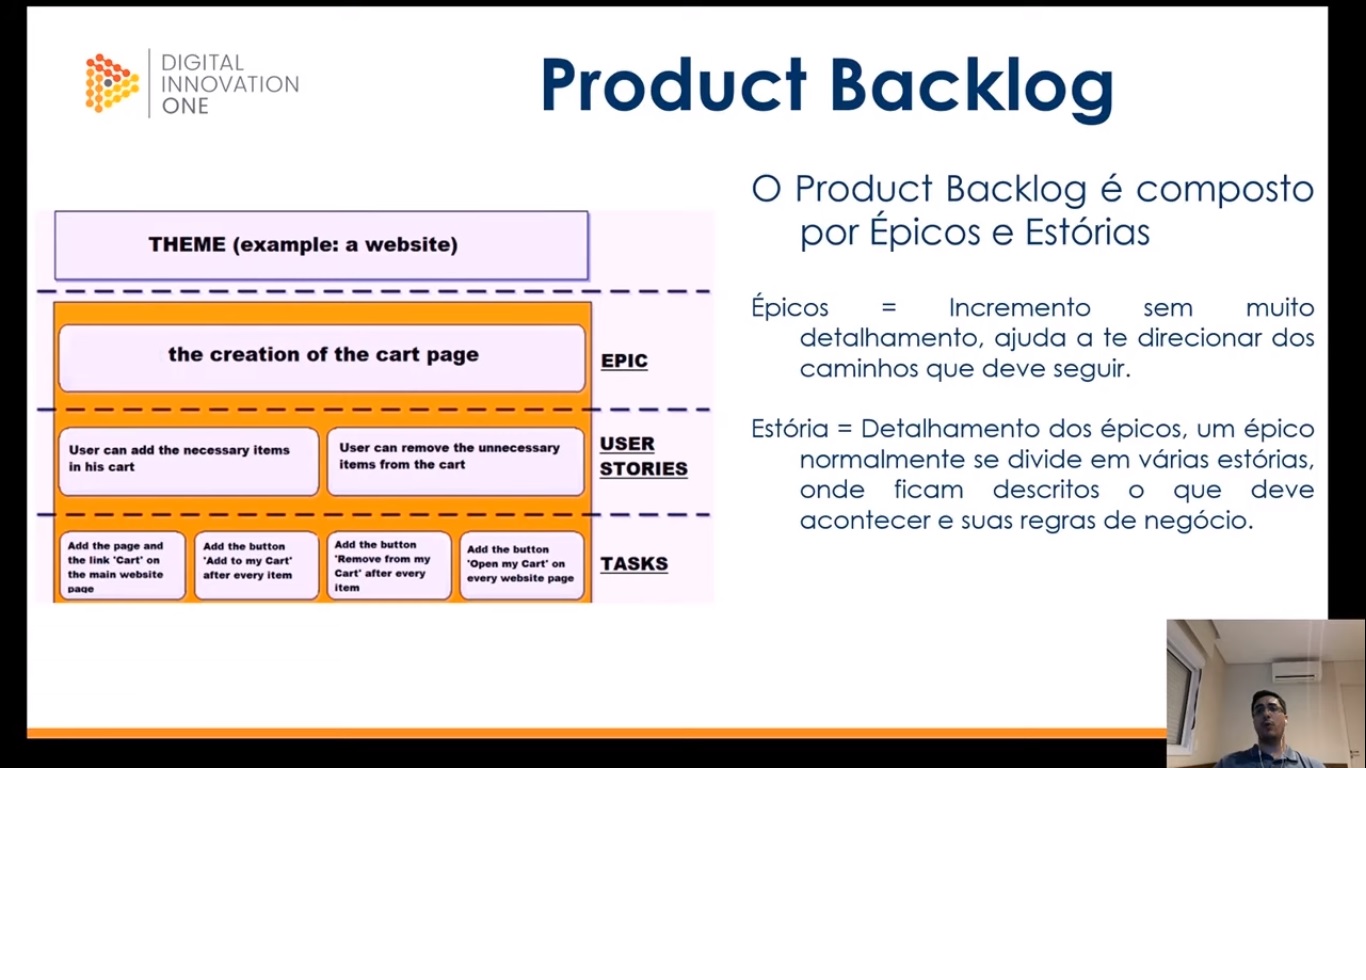 DIGITAL
INNOVATION
ONE
Product Backlog
THEME (example: a website)
the creation of the cart page
EPIC
User can add the necessary items
in his cart
User can remove the unnecessary
items from the cart
USER
STORIES
Add the page and
the link 'Cart' on
the main website
page
Add the button
'Add to my Cart'
after every item
Add the button
'Remove from my
Cart' after every
item
Add the button
'Open my Cart' on
every website page
TASKS
O Product Backlog é composto
por Épicos e Estórias
Épicos = Incremento sem muito
detalhamento, ajuda a te direcionar dos
caminhos que deve seguir.
Estória = Detalhamento dos épicos, um épico
normalmente se divide em várias estórias,
onde ficam descritos o que deve
acontecer e suas regras de negócio.